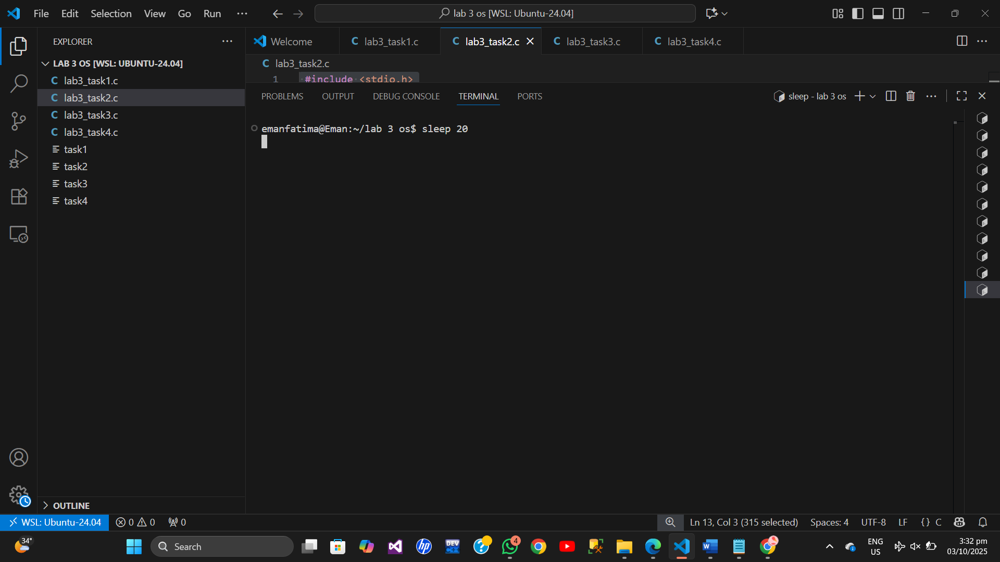 File Edit Selection View Go Run ···
lab 3 os [WSL: Ubuntu-24.04]
EXPLORER
LAB 3 OS [WSL: UBUNTU-24.04]
C lab3_task1.c
C lab3_task2.c
C lab3_task3.c
C lab3_task4.c
task1
task2
task3
task4
OUTLINE
Welcome
C lab3_task1.c
C lab3_task2.c
C lab3_task3.c
C lab3_task4.c
C lab3_task2.c
1 #include <stdio.h>
PROBLEMS OUTPUT DEBUG CONSOLE TERMINAL PORTS
sleep - lab 3 os
emanfatima@Eman:~/lab 3 os$ sleep 20
WSL: Ubuntu-24.04 0 0 0
Ln 13, Col 3 (315 selected) Spaces: 4 UTF-8 LF {} C
34°
Search
DEV C++
4
ENG
US
3:32 pm
03/10/2025